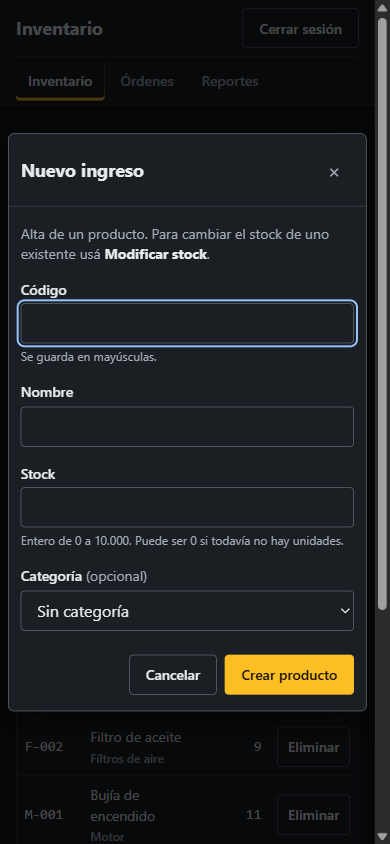 Inventario
Cerrar sesión
Inventario
Órdenes
Reportes
Nuevo ingreso
×
Alta de un producto. Para cambiar el stock de uno
existente usá Modificar stock.
Código
Se guarda en mayúsculas.
Nombre
Stock
Entero de 0 a 10.000. Puede ser 0 si todavía no hay unidades.
Categoría (opcional)
Sin categoría
Cancelar
Crear producto
F-002
Filtro de aceite
Filtros de aire
9
Eliminar
M-001
Bujía de
encendido
Motor
11
Eliminar